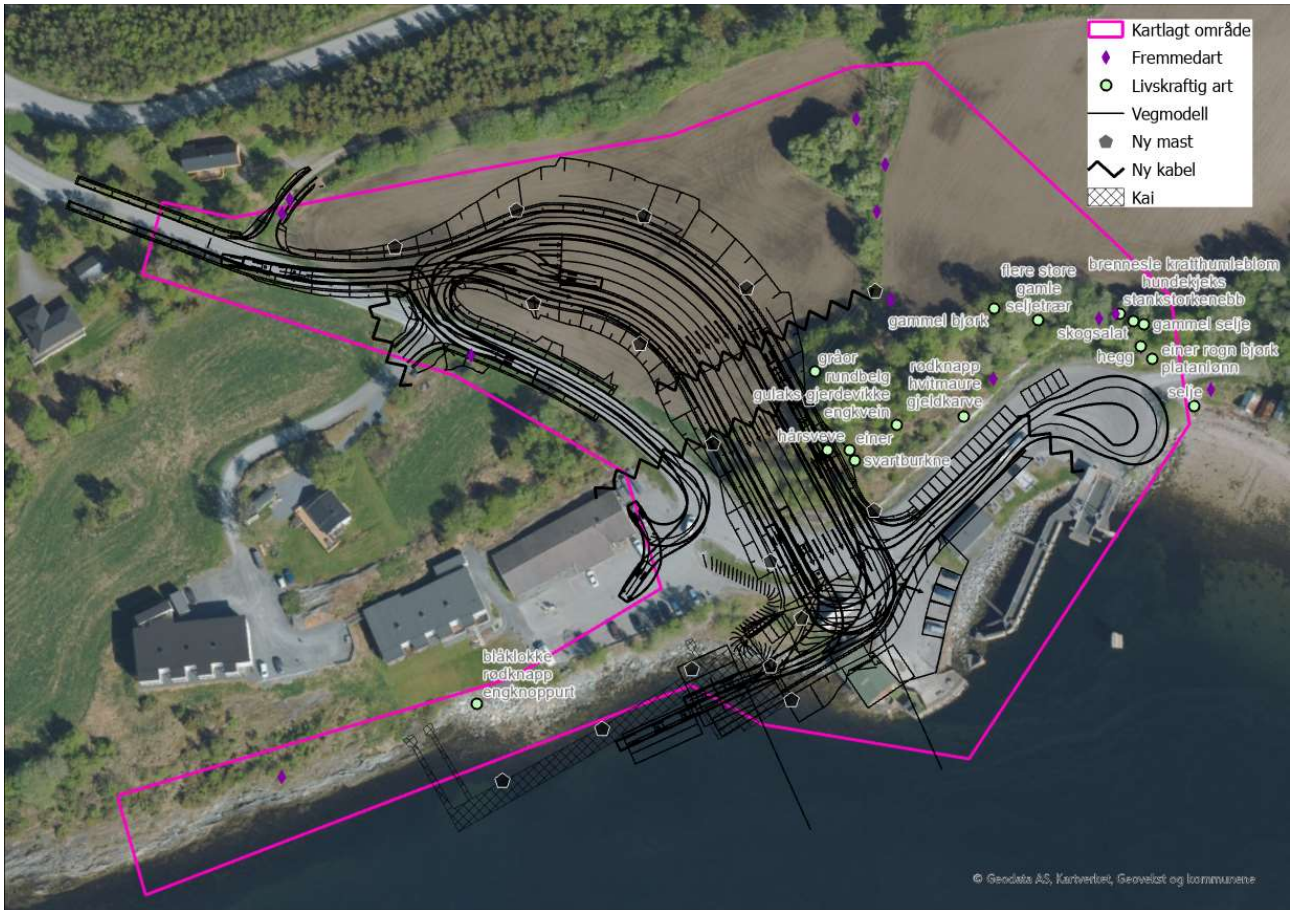 Kartlagt område
Fremmedart
Livskraftig art
Vegmodell
Ny mast
Ny kabel
Kai
flere store
gamle
seljetrær
brennesle kratthumleblom
hundekjeks
stankstorkenebb
gammel bjørk
skogsalat
gammel selje
hegg
einer rogn bjørk
platanlønn
selje
gråor
rundbelg
gulaks gjerdevikke
engkvein
rødknapp
hvitmaure
gjeldkarve
hårsveve
einer
svartburkne
blåklokke
rødknapp
engknoppurt
© Geodata AS, Kartverket, Geovekst og kommunene